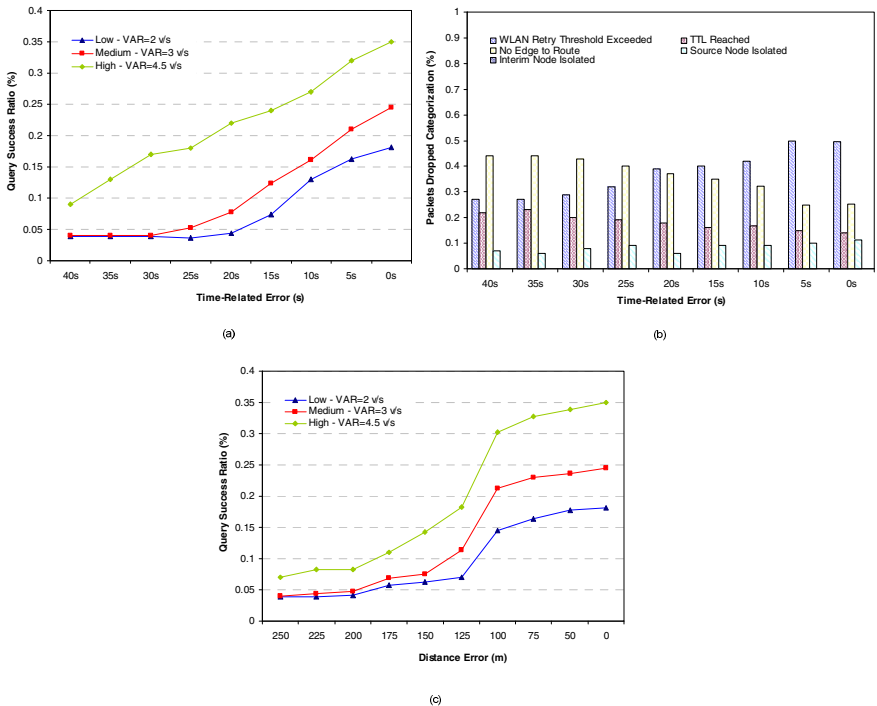 Query Success Ratio (%)
0.4
0.35
0.3
0.25
0.2
0.15
0.1
0.05
0
Low - VAR=2 v/s
Medium - VAR=3 v/s
High - VAR=4.5 v/s
40s 35s 30s 25s 20s 15s 10s 5s 0s
Time-Related Error (s)
(a)
Packets Dropped Categorization (%)
1
0.9
0.8
0.7
0.6
0.5
0.4
0.3
0.2
0.1
0
WLAN Retry Threshold Exceeded TTL Reached
No Edge to Route Source Node Isolated
Interim Node Isolated
40s 35s 30s 25s 20s 15s 10s 5s 0s
Time-Related Error (s)
(b)
Query Success Ratio (%)
0.4
0.35
0.3
0.25
0.2
0.15
0.1
0.05
0
Low - VAR=2 v/s
Medium - VAR=3 v/s
High - VAR=4.5 v/s
250 225 200 175 150 125 100 75 50 0
Distance Error (m)
(c)